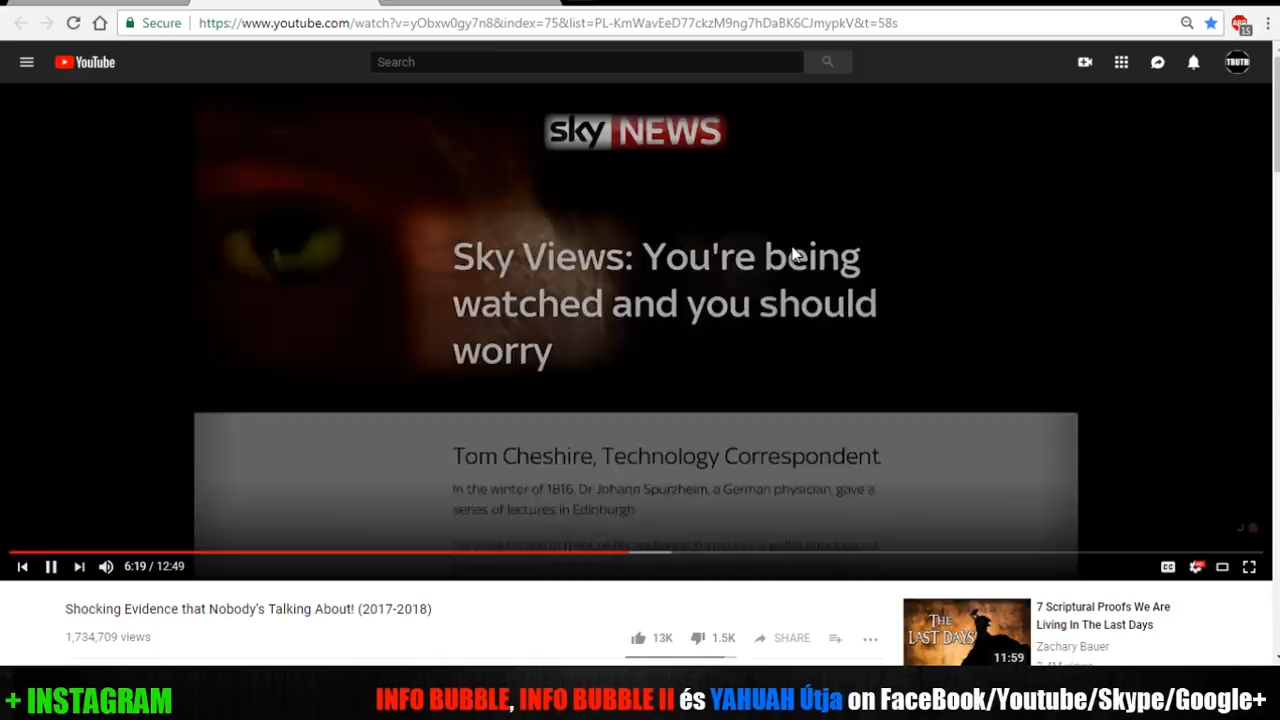 Secure
https://www.youtube.com/watch?v=yObxw0gy7n8&index=75&list=PL-KmWavEeD77ckzM9ng7hDaBK6CJmypkV&t=58s
ABP
15
YouTube
Search
TRUTH
sky NEWS
Sky Views: You're being
watched and you should
worry
Tom Cheshire, Technology Correspondent
In the winter of 1816, Dr Johann Spurzheim, a German physician, gave a
series of lectures in Edinburgh
6:19 / 12:49
CC
Shocking Evidence that Nobody's Talking About! (2017-2018)
1,734,709 views
13K
1.5K
SHARE
THE
LAST DAYS
11:59
7 Scriptural Proofs We Are
Living In The Last Days
Zachary Bauer
+ INSTAGRAM
INFO BUBBLE, INFO BUBBLE II és YAHUAH Útja on FaceBook/Youtube/Skype/Google+